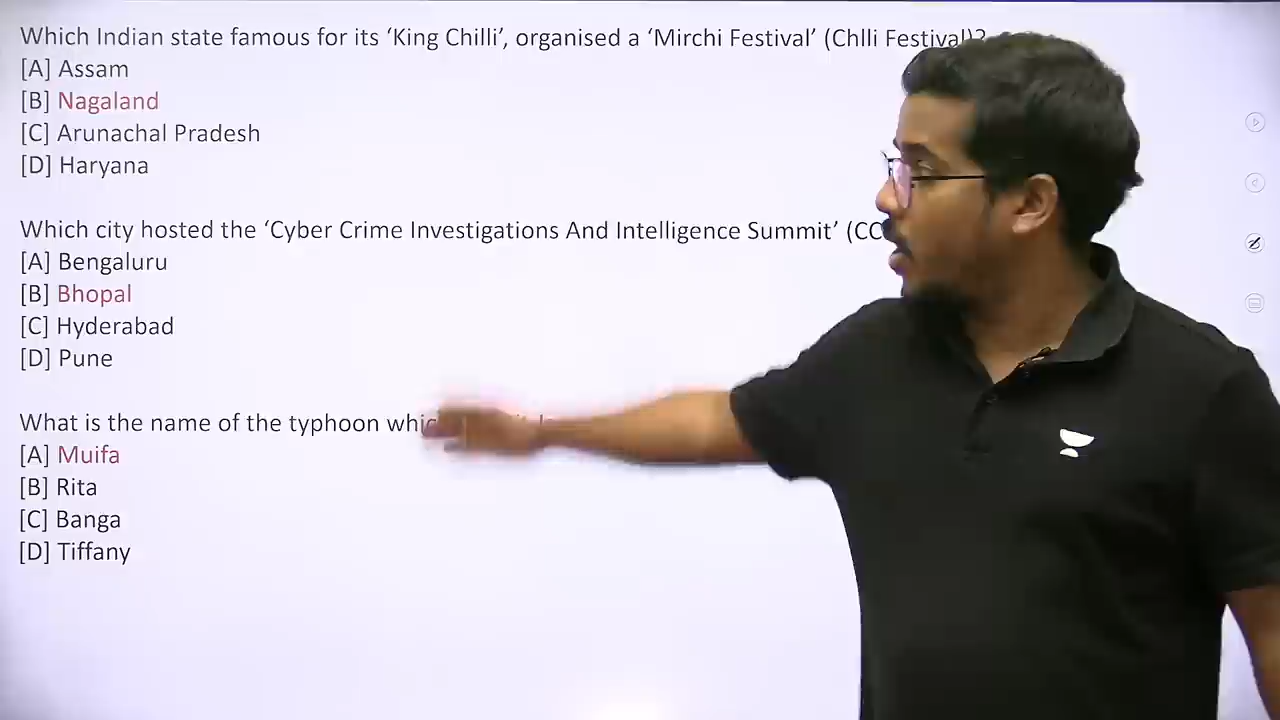 Which Indian state famous for its ‘King Chilli’, organised a ‘Mirchi Festival’ (Chlli Festival)?
[A] Assam
[B] Nagaland
[C] Arunachal Pradesh
[D] Haryana
Which city hosted the ‘Cyber Crime Investigations And Intelligence Summit’
[A] Bengaluru
[B] Bhopal
[C] Hyderabad
[D] Pune
What is the name of the typhoon
[A] Muifa
[B] Rita
[C] Banga
[D] Tiffany